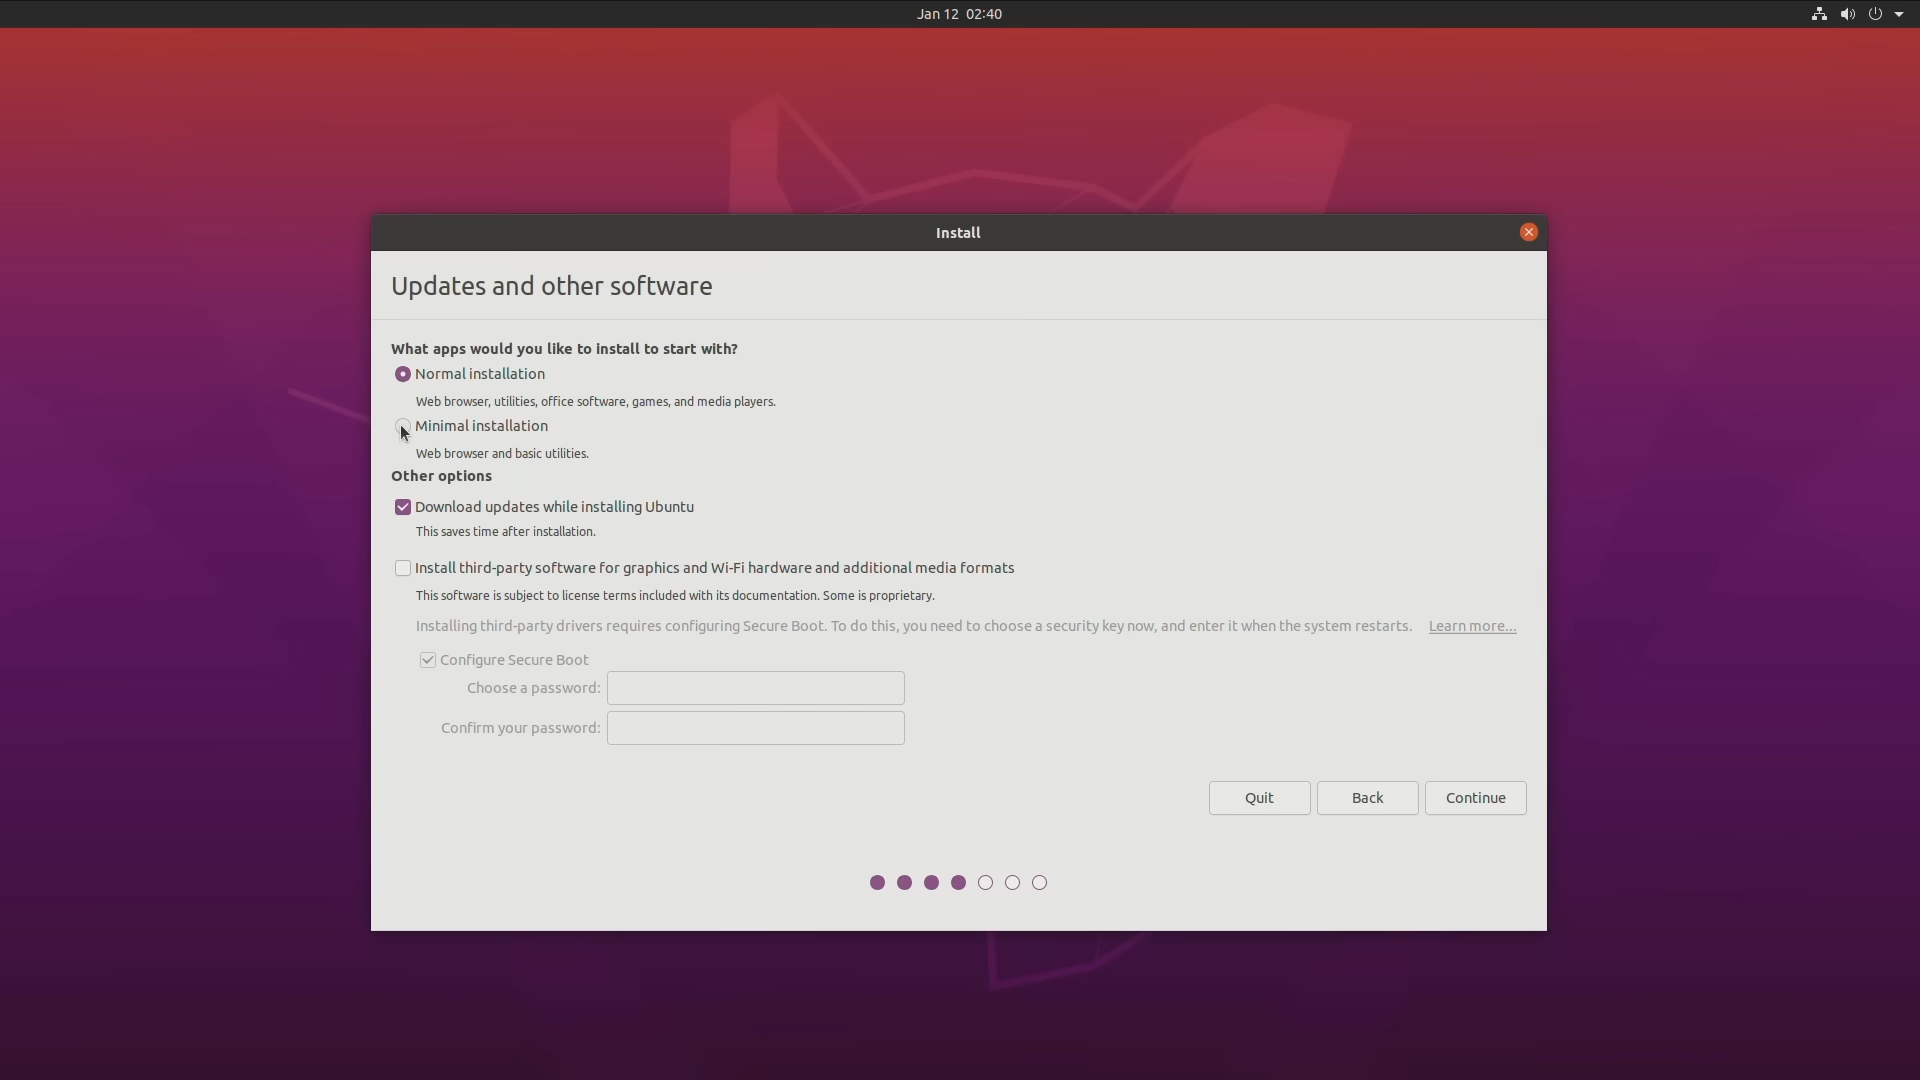 Jan 12 02:40
Install
Updates and other software
What apps would you like to install to start with?
Normal installation
Web browser, utilities, office software, games, and media players.
Minimal installation
Web browser and basic utilities.
Other options
Download updates while installing Ubuntu
This saves time after installation.
Install third-party software for graphics and Wi-Fi hardware and additional media formats
This software is subject to license terms included with its documentation. Some is proprietary.
Installing third-party drivers requires configuring Secure Boot. To do this, you need to choose a security key now, and enter it when the system restarts. Learn more...
Configure Secure Boot
Choose a password:
Confirm your password:
Quit Back Continue